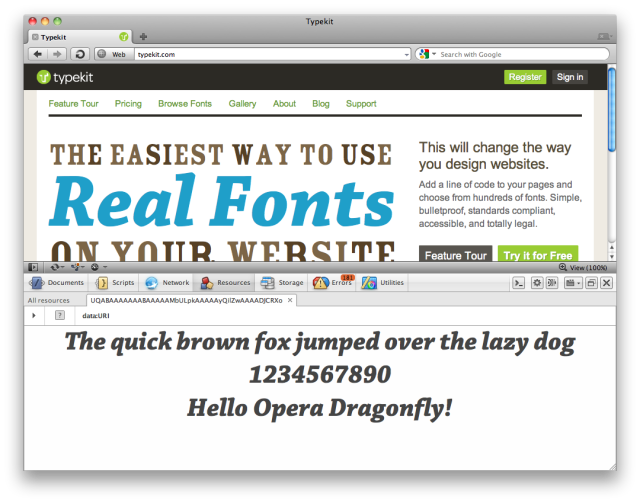 Typekit
Typekit
Web typekit.com Search with Google
typekit Register Sign in
Feature Tour Pricing Browse Fonts Gallery About Blog Support
THE EASIEST WAY TO USE
Real Fonts
ON YOUR WEBSITE
This will change the way
you design websites.
Add a line of code to your pages and
choose from hundreds of fonts. Simple,
bulletproof, standards compliant,
accessible, and totally legal.
Feature Tour Try It for Free
View (100%)
Documents Scripts Network Resources Storage Errors 101 Utilities
All resources
data:URI
The quick brown fox jumped over the lazy dog
1234567890
Hello Opera Dragonfly!